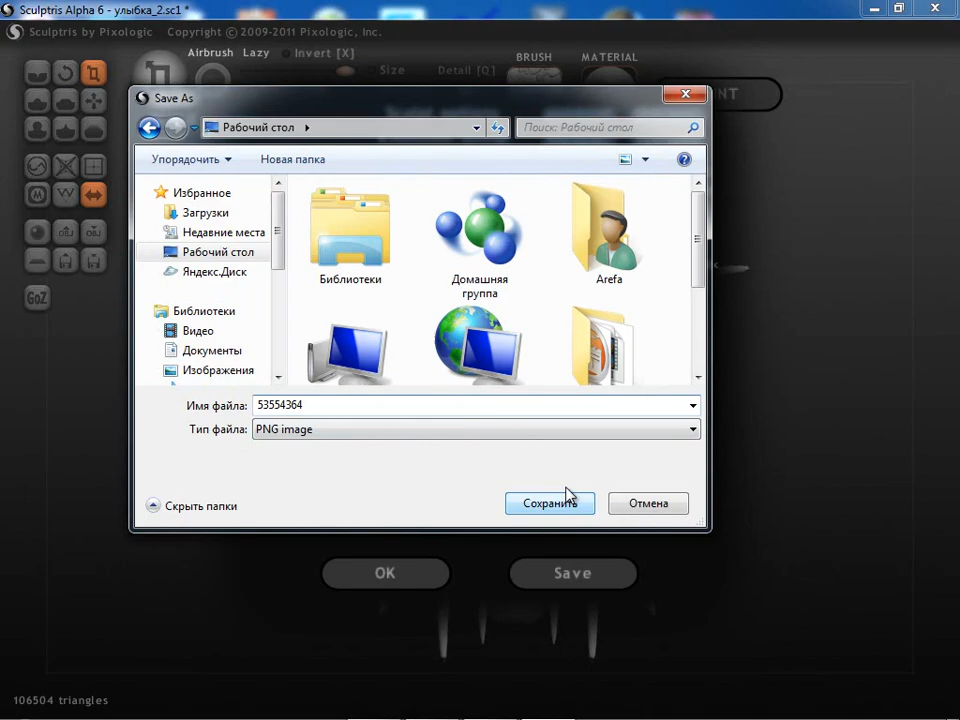 Sculptris Alpha 6 - улыбка_2.sc1 *
Sculptris by Pixologic Copyright © 2009-2011 Pixologic, Inc.
Airbrush Lazy Invert [X]
Size Detail [Q]
BRUSH MATERIAL
NT
Save As
Рабочий стол
Поиск: Рабочий стол
Упорядочить Новая папка
Избранное
Загрузки
Недавние места
Рабочий стол
Яндекс.Диск
Библиотеки
Видео
Документы
Изображения
Библиотеки
Домашняя
группа
Arefa
Имя файла: 53554364
Тип файла: PNG image
Скрыть папки
Сохранить
Отмена
OK
Save
GoZ
106504 triangles